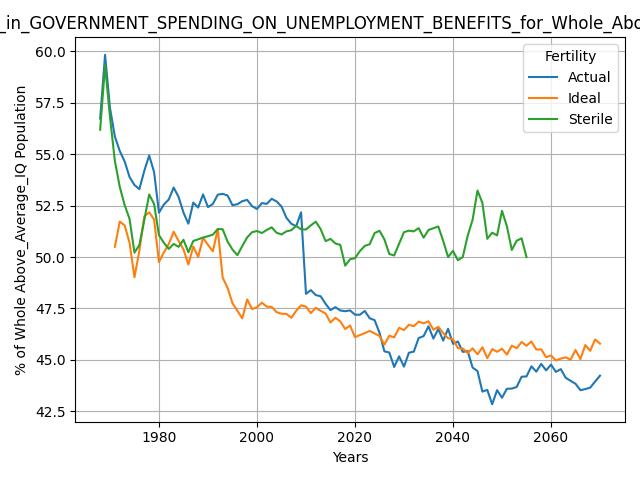 _in_GOVERNMENT_SPENDING_ON_UNEMPLOYMENT_BENEFITS_for_Whole_Abo
60.0
57.5
55.0
52.5
50.0
47.5
45.0
42.5
% of Whole Above_Average_IQ Population
Fertility
Actual
Ideal
Sterile
1980
2000
2020
2040
2060
Years